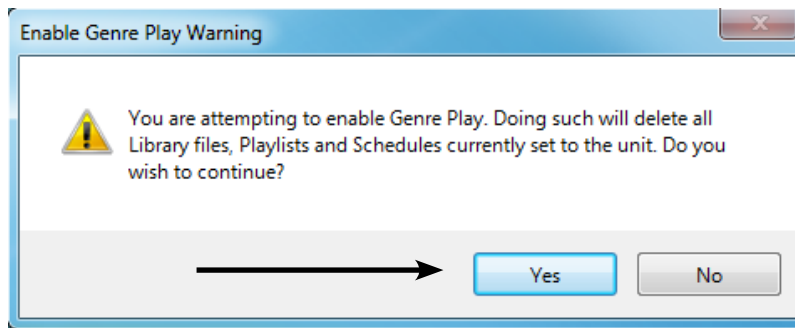 Enable Genre Play Warning
You are attempting to enable Genre Play. Doing such will delete all
Library files, Playlists and Schedules currently set to the unit. Do you
wish to continue?
Yes No